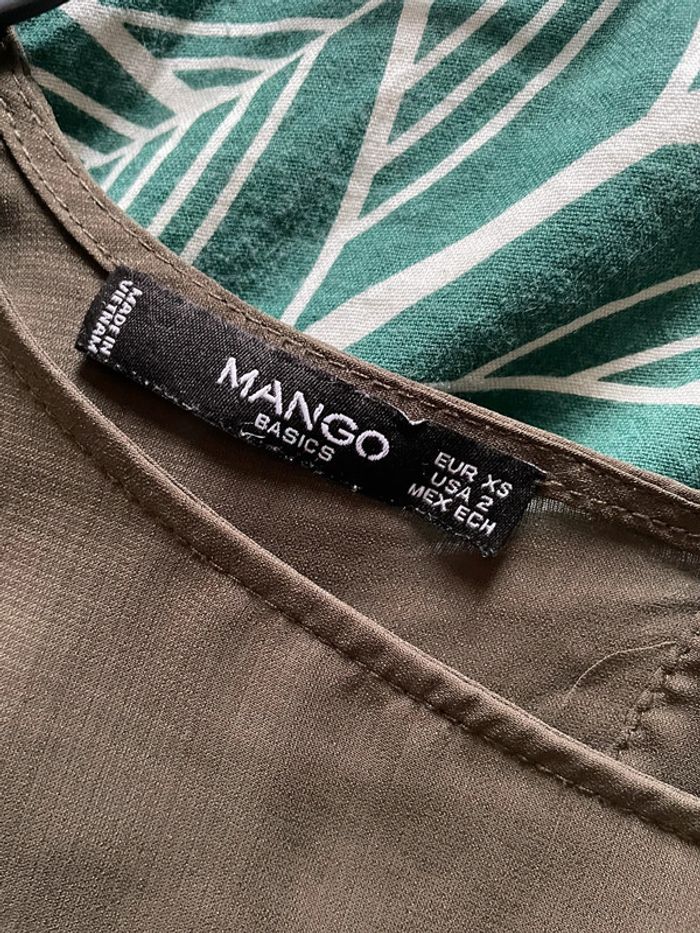 MADE IN
VIETNAM
MANGO
BASICS
EUR XS
USA 2
MEX ECH